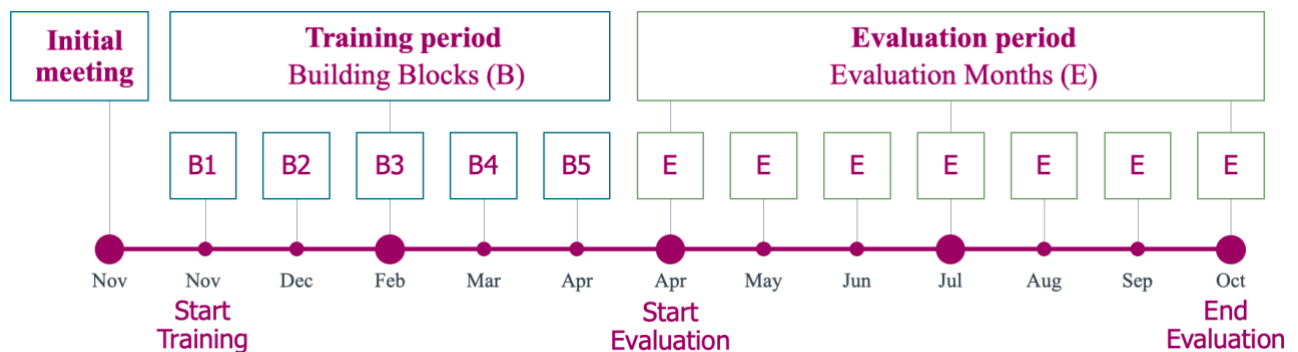 Initial
meeting
Training period
Building Blocks (B)
Evaluation period
Evaluation Months (E)
B1
B2
B3
B4
B5
E
E
E
E
E
E
E
Nov
Nov
Dec
Feb
Mar
Apr
Apr
May
Jun
Jul
Aug
Sep
Oct
Start
Training
Start
Evaluation
End
Evaluation